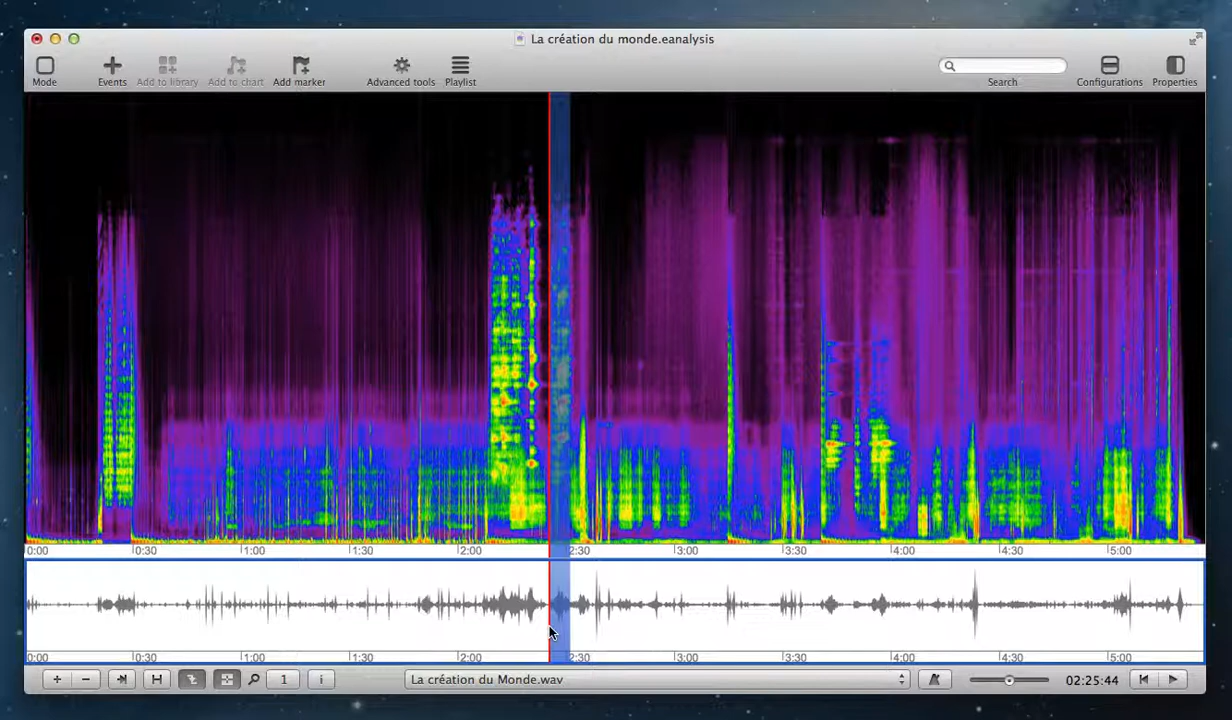 La création du monde.eanalysis
Mode Events Add to library Add to chart Add marker Advanced tools Playlist Search Configurations Properties
0:00 0:30 1:00 1:30 2:00 2:30 3:00 3:30 4:00 4:30 5:00
0:00 0:30 1:00 1:30 2:00 2:30 3:00 3:30 4:00 4:30 5:00
1 i La création du Monde.wav 02:25:44